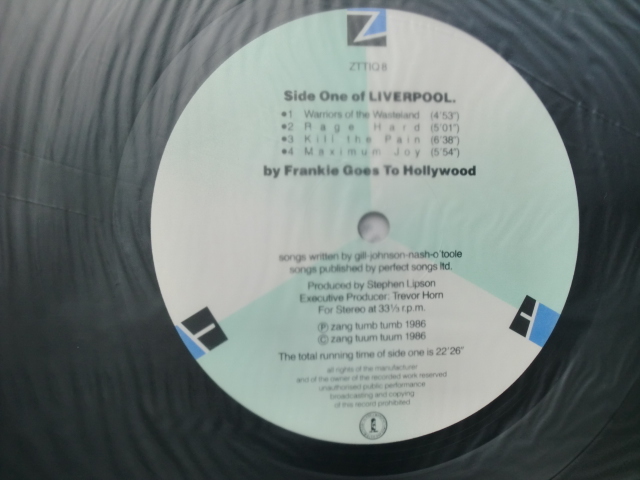 Z
ZTTIQ 8
Side One of LIVERPOOL.
*1 Warriors of the Wasteland (4'53")
*2 Rage Hard (5'01")
*3 Kill the Pain (6'38")
*4 Maximum Joy (5'54")
by Frankie Goes To Hollywood
songs written by gill-johnson-nash-o'toole
songs published by perfect songs ltd.
Produced by Stephen Lipson
Executive Producer: Trevor Horn
For Stereo at 33⅓ r.p.m.
Ⓟ zang tumb tumb 1986
© zang tuum tuum 1986
The total running time of side one is 22'26"
all rights of the manufacturer
and of the owner of the recorded work reserved
unauthorised public performance
broadcasting and copying
of this record prohibited
T
T